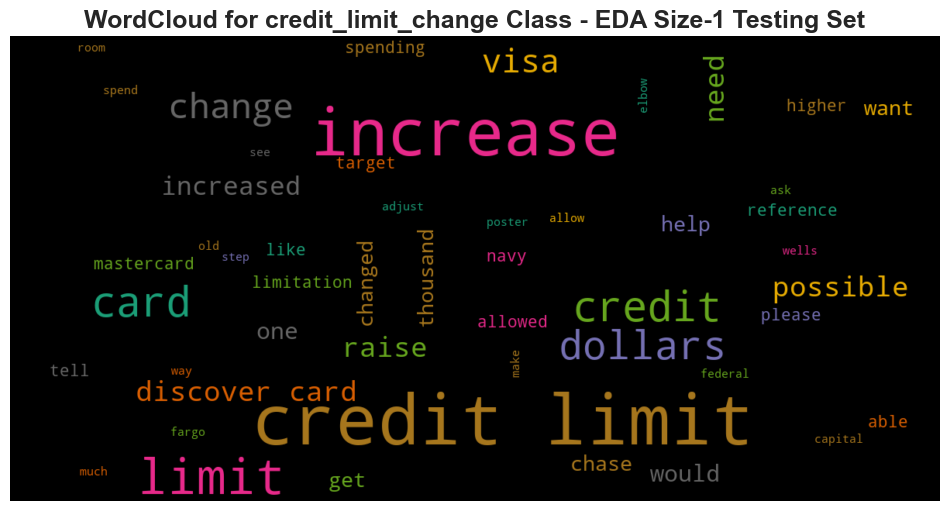 WordCloud for credit_limit_change Class - EDA Size-1 Testing Set
room
spending
visa
need
elbow
spend
change
increase
higher
want
see
target
increased
ask
adjust
reference
poster
allow
help
old
step
like
changed
thousand
navy
wells
mastercard
limitation
possible
card
credit
please
one
allowed
raise
dollars
tell
way
make
federal
discover card
credit limit
able
fargo
capital
much
limit
get
chase
would